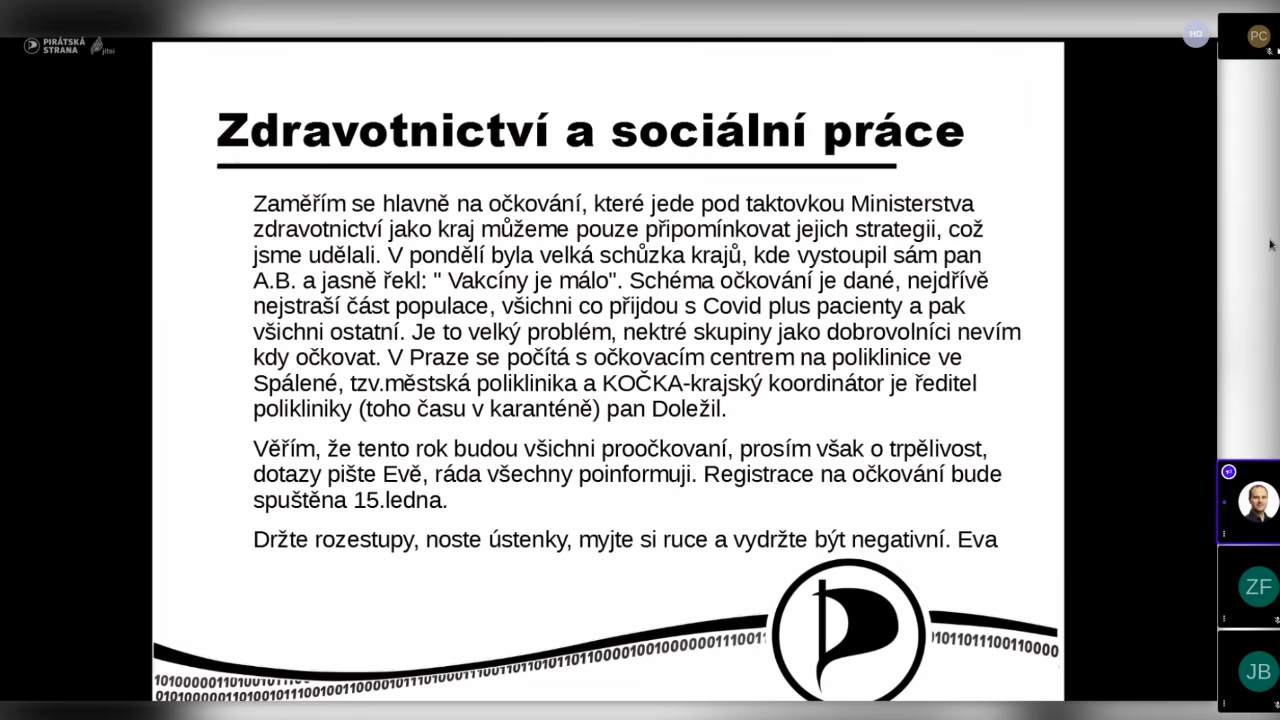 PIRÁTSKÁ
STRANA
jitsi
HD
PC
Zdravotnictví a sociální práce
Zaměřím se hlavně na očkování, které jede pod taktovkou Ministerstva
zdravotnictví jako kraj můžeme pouze připomínkovat jejich strategii, což
jsme udělali. V pondělí byla velká schůzka krajů, kde vystoupil sám pan
A.B. a jasně řekl: " Vakcíny je málo". Schéma očkování je dané, nejdřívě
nejstraší část populace, všichni co přijdou s Covid plus pacienty a pak
všichni ostatní. Je to velký problém, nektré skupiny jako dobrovolníci nevím
kdy očkovat. V Praze se počítá s očkovacím centrem na poliklinice ve
Spálené, tzv.městská poliklinika a KOČKA-krajský koordinátor je ředitel
polikliniky (toho času v karanténě) pan Doležil.
Věřím, že tento rok budou všichni proočkovaní, prosím však o trpělivost,
dotazy pište Evě, ráda všechny poinformuji. Registrace na očkování bude
spuštěna 15.ledna.
Držte rozestupy, noste ústenky, myjte si ruce a vydržte být negativní. Eva
ZF
JB